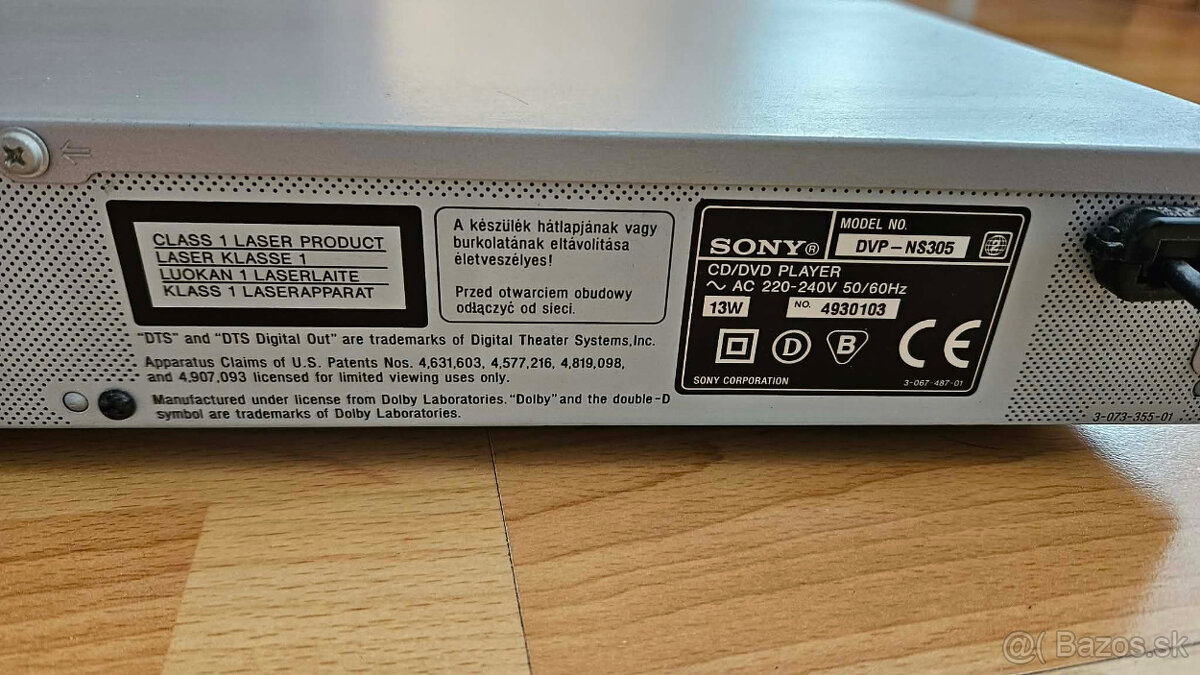 CLASS 1 LASER PRODUCT
LASER KLASSE 1
LUOKAN 1 LASERLAITE
KLASS 1 LASERAPPARAT
A készülék hátlapjának vagy
burkolatának eltávolítása
életveszélyes!
Przed otwarciem obudowy
odłączyć od sieci.
"DTS" and "DTS Digital Out" are trademarks of Digital Theater Systems,Inc.
Apparatus Claims of U.S. Patents Nos. 4,631,603, 4,577,216, 4,819,098,
and 4,907,093 licensed for limited viewing uses only.
Manufactured under license from Dolby Laboratories. "Dolby" and the double-D
symbol are trademarks of Dolby Laboratories.
SONY®
MODEL NO.
DVP-NS305
2
CD/DVD PLAYER
~ AC 220-240V 50/60Hz
13W
NO. 4930103
D
B
CE
SONY CORPORATION
3-067-487-01
3-073-355-01
@( Bazos.sk